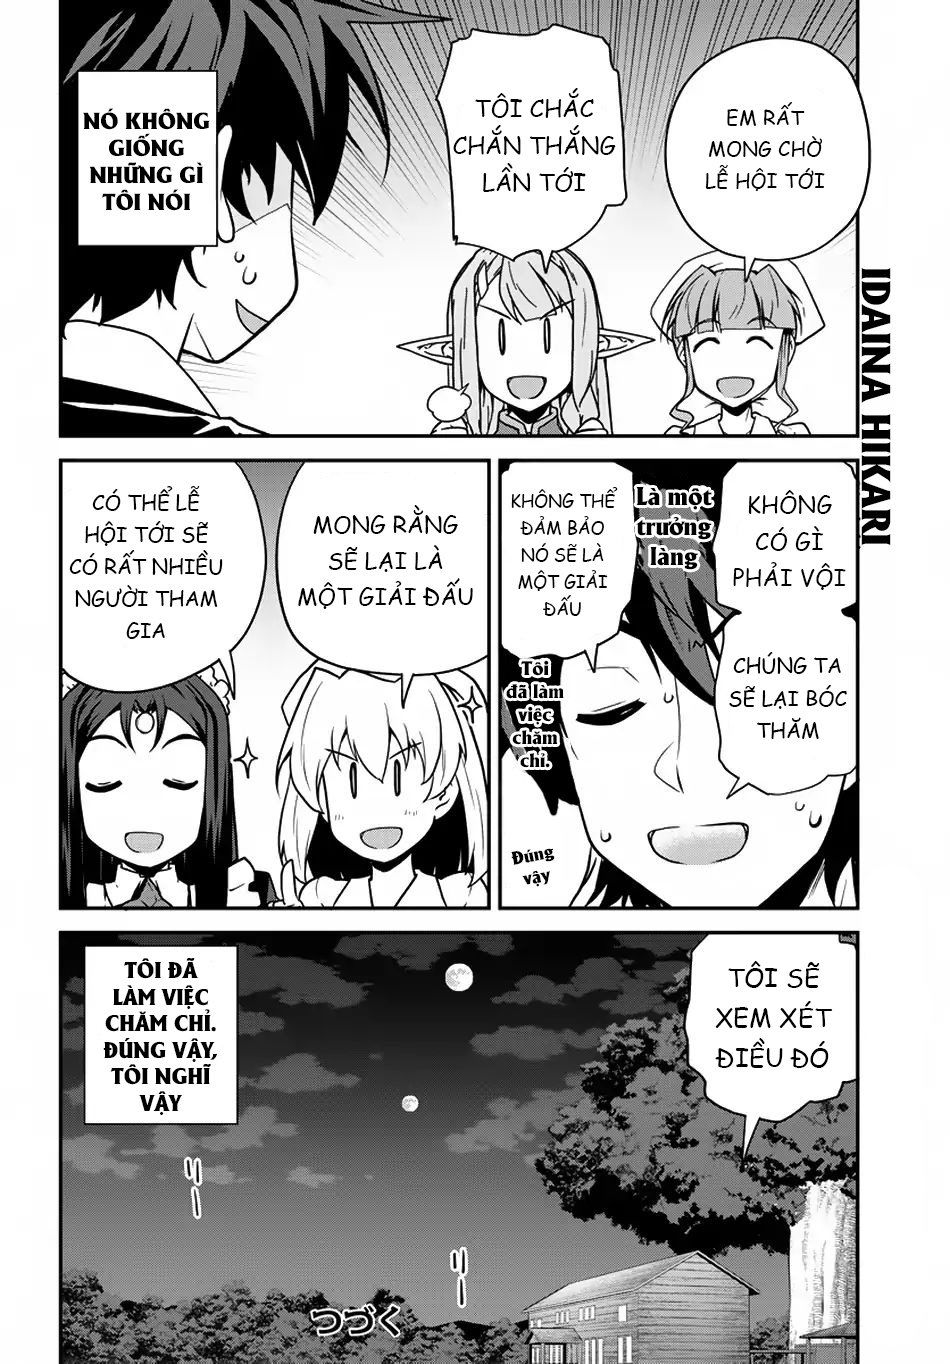 EM RẤT
MONG CHỜ
LỄ HỘI TỚI
TÔI CHẮC
CHẮN THẮNG
LẦN TỚI
NÓ KHÔNG
GIỐNG
NHỮNG GÌ
TÔI NÓI
IDAINA HIKARI
KHÔNG
CÓ GÌ
PHẢI VỘI
CHÚNG TA
SẼ LẠI BÓC
THĂM
Là một
trưởng
làng
KHÔNG THỂ
ĐẢM BẢO
NÓ SẼ LÀ
MỘT GIẢI
ĐẤU
Tôi
đã làm
việc
chăm
chỉ.
Đúng
vậy
MONG RẰNG
SẼ LẠI LÀ
MỘT GIẢI ĐẤU
CÓ THỂ LỄ
HỘI TỚI SẼ
CÓ RẤT NHIỀU
NGƯỜI THAM
GIA
TÔI SẼ
XEM XÉT
ĐIỀU ĐÓ
TÔI ĐÃ
LÀM VIỆC
CHĂM CHỈ.
ĐÚNG VẬY,
TÔI NGHĨ
VẬY
つづく